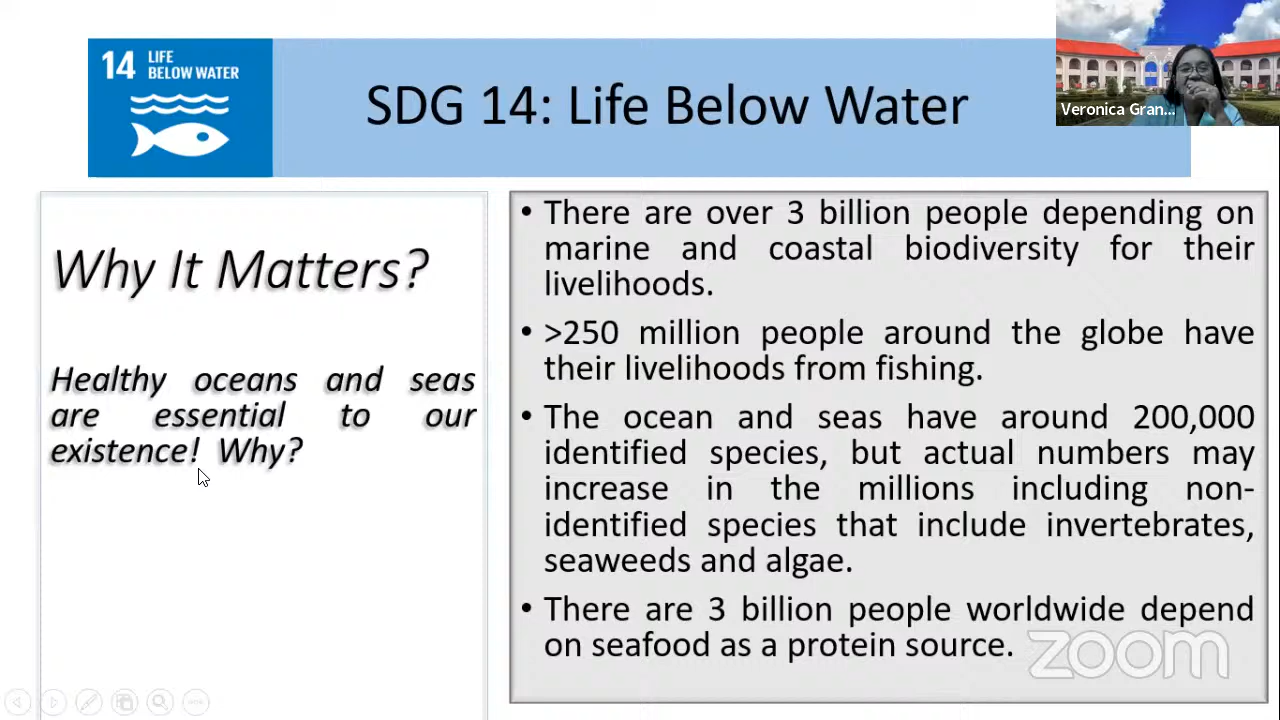 14 LIFE
BELOW WATER
SDG 14: Life Below Water
Veronica Gran...
Why It Matters?
Healthy oceans and seas
are essential to our
existence! Why?
• There are over 3 billion people depending on
marine and coastal biodiversity for their
livelihoods.
• >250 million people around the globe have
their livelihoods from fishing.
• The ocean and seas have around 200,000
identified species, but actual numbers may
increase in the millions including non-
identified species that include invertebrates,
seaweeds and algae.
• There are 3 billion people worldwide depend
on seafood as a protein source.
zoom